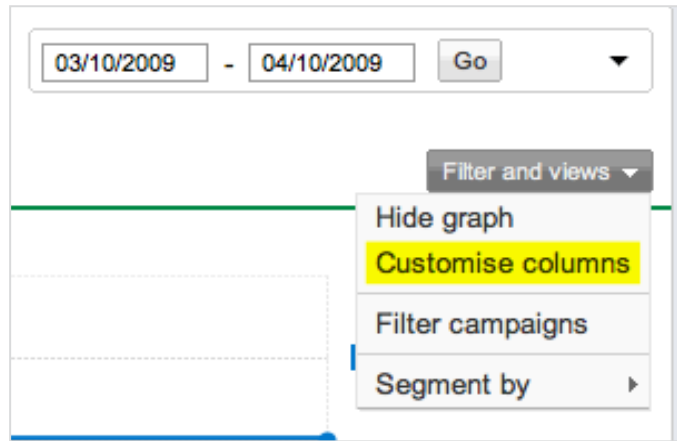 03/10/2009 - 04/10/2009 Go
Filter and views
Hide graph
Customise columns
Filter campaigns
Segment by